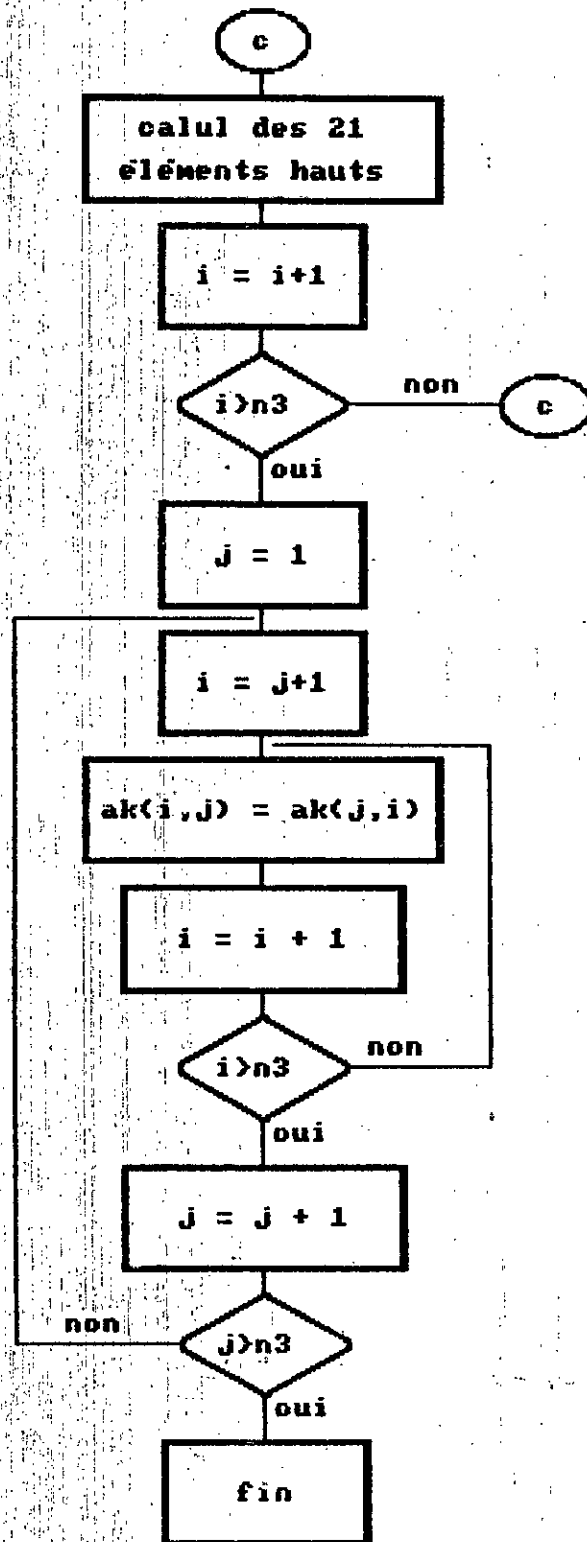 c
calul des 21
eléments hauts
i = i+1
i>n3
non
c
oui
j = 1
i = j+1
ak(i,j) = ak(j,i)
i = i + 1
i>n3
non
oui
j = j + 1
non
j>n3
oui
fin